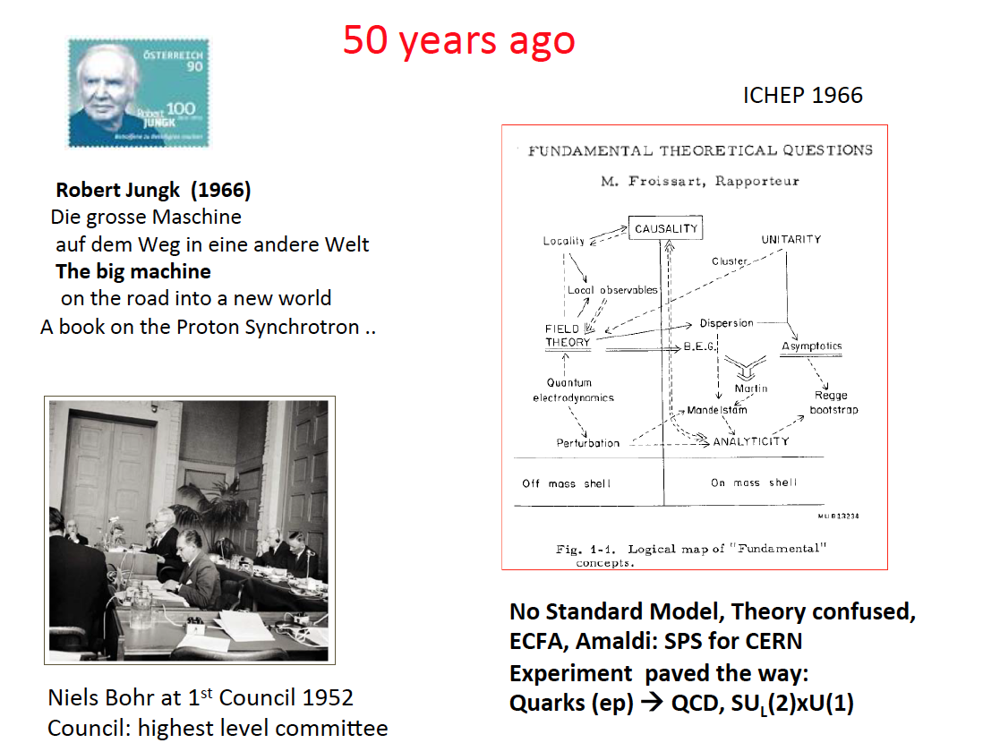 50 years ago
ÖSTERREICH
90
Robert 100
JUNGK
ICHEP 1966
Robert Jungk (1966)
Die grosse Maschine
auf dem Weg in eine andere Welt
The big machine
on the road into a new world
A book on the Proton Synchrotron ..
Niels Bohr at 1st Council 1952
Council: highest level committee
FUNDAMENTAL THEORETICAL QUESTIONS
M. Froissart, Rapporteur
CAUSALITY
Locality
UNITARITY
Cluster
Local observables
Dispersion
FIELD
THEORY
B.E.G.
Asymptotics
Quantum
electrodynamics
Martin
Regge
bootstrap
Mandelstam
Perturbation
ANALYTICITY
Off mass shell
On mass shell
MUB13234
Fig. 1-1. Logical map of "Fundamental"
concepts.
No Standard Model, Theory confused,
ECFA, Amaldi: SPS for CERN
Experiment paved the way:
Quarks (ep) → QCD, SUL(2)xU(1)